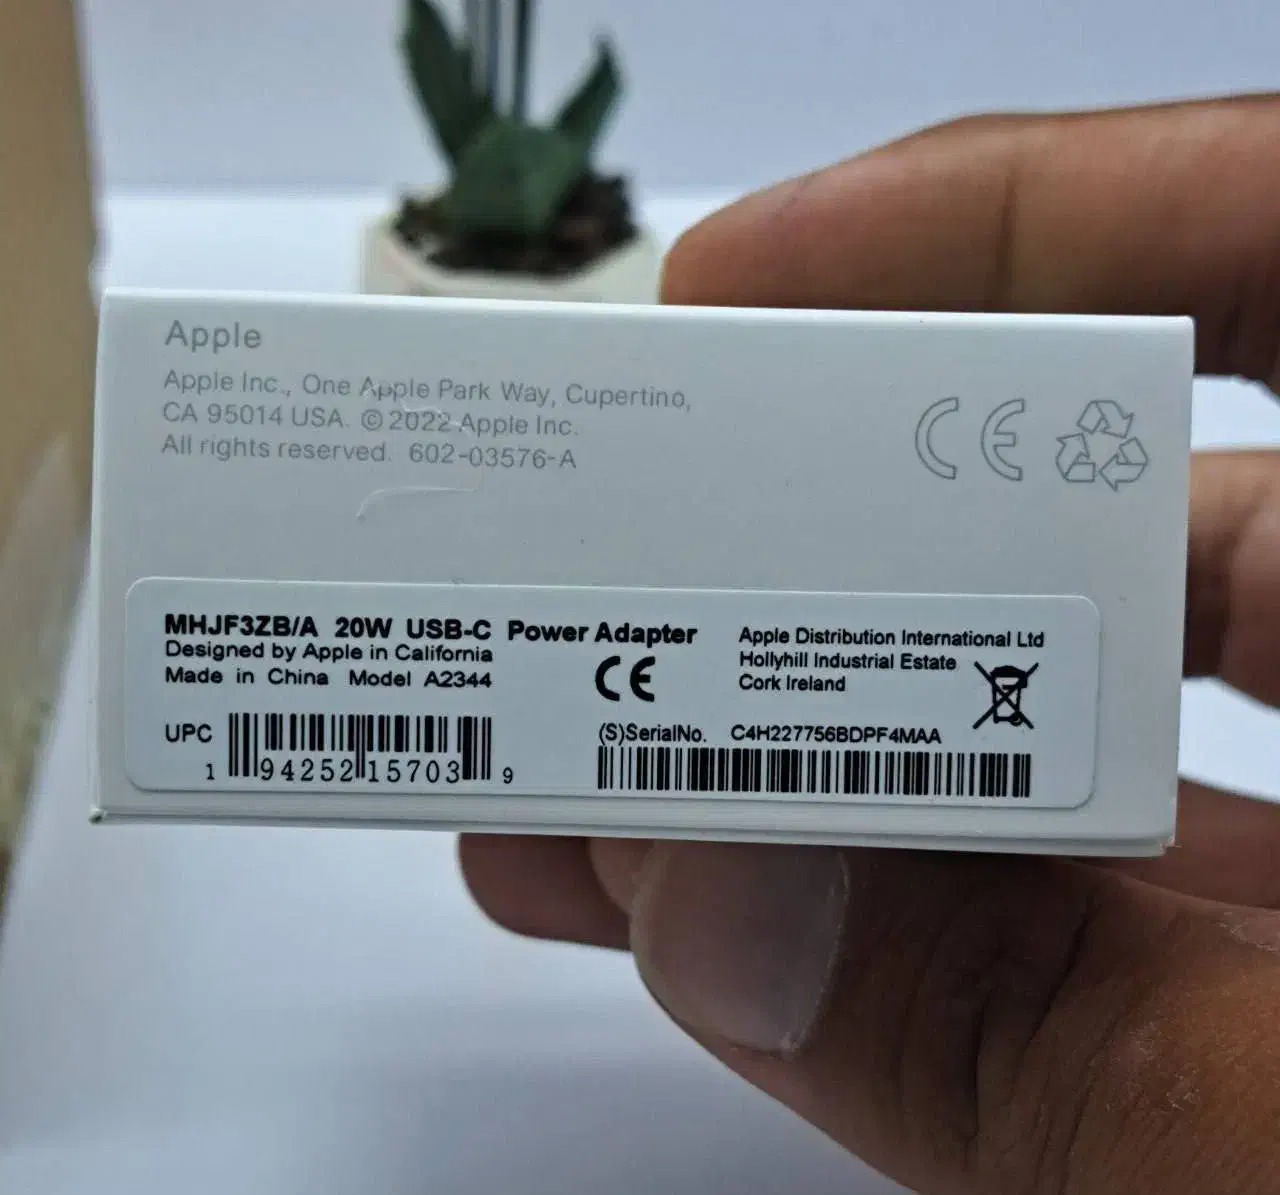 Apple
Apple Inc., One Apple Park Way, Cupertino,
CA 95014 USA. © 2022 Apple Inc.
All rights reserved. 602-03576-A
CE
MHJF3ZB/A 20W USB-C Power Adapter
Designed by Apple in California
Made in China Model A2344
CE
Apple Distribution International Ltd
Hollyhill Industrial Estate
Cork Ireland
UPC
1 94252 15703 9
(S)SerialNo. C4H227756BDPF4MAA